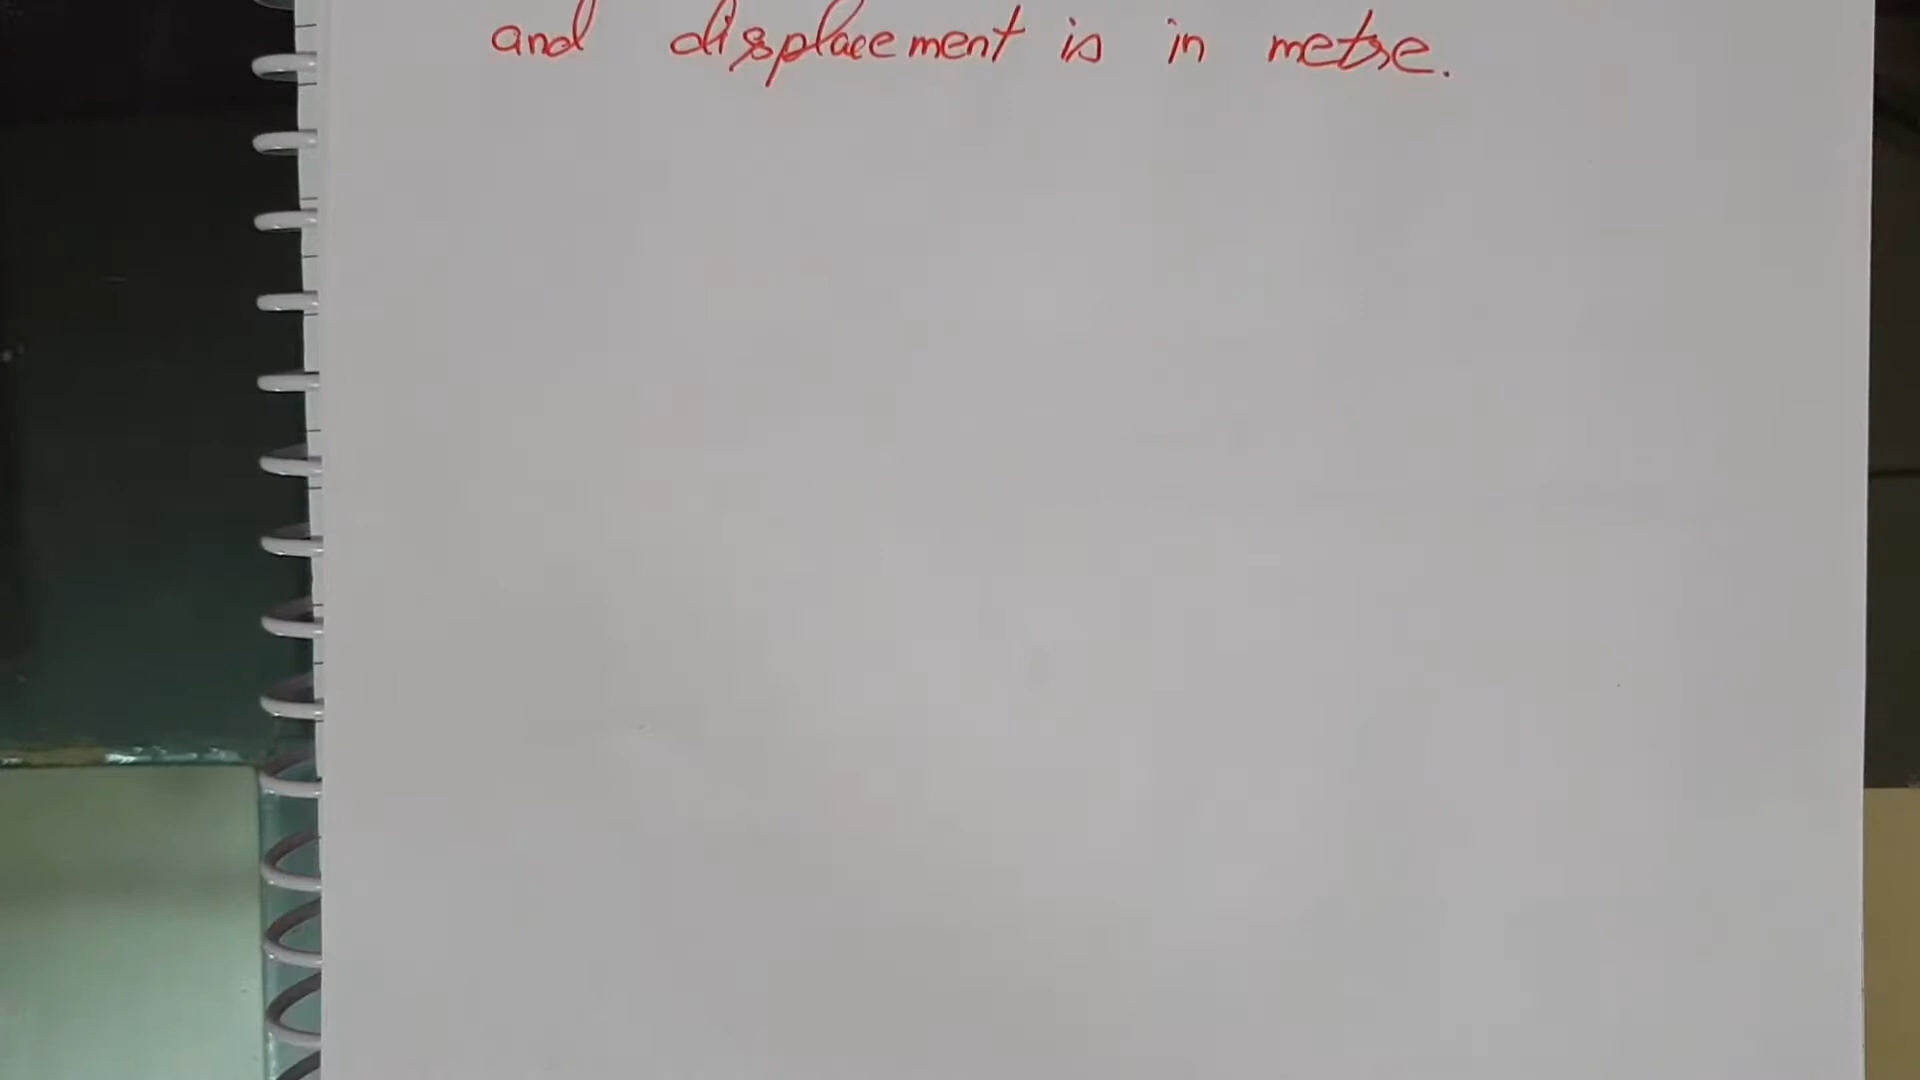 and displacement is in metre.